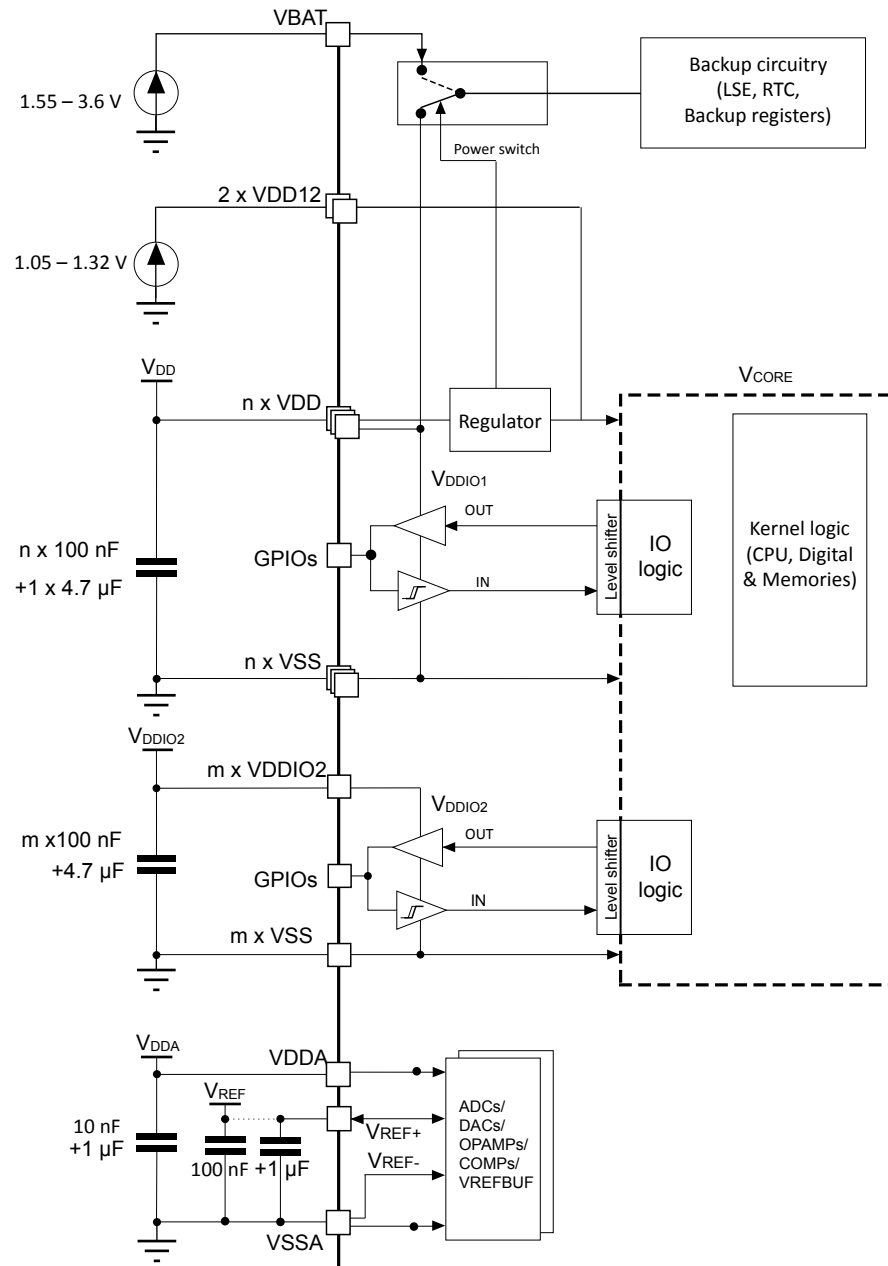 VBAT
1.55 – 3.6 V
Backup circuitry
(LSE, RTC,
Backup registers)
Power switch
2 x VDD12
1.05 – 1.32 V
VDD
n x VDD
Regulator
VCORE
VDDIO1
OUT
GPIOs
IN
Level shifter
IO
logic
Kernel logic
(CPU, Digital
& Memories)
n x 100 nF
+1 x 4.7 µF
n x VSS
VDDIO2
m x VDDIO2
VDDIO2
OUT
m x100 nF
+4.7 µF
GPIOs
IN
Level shifter
IO
logic
m x VSS
VDDA
VDDA
VREF
10 nF
+1 µF
100 nF
+1 µF
VREF+
VREF-
ADCs/
DACs/
OPAMPs/
COMPs/
VREFBUF
VSSA